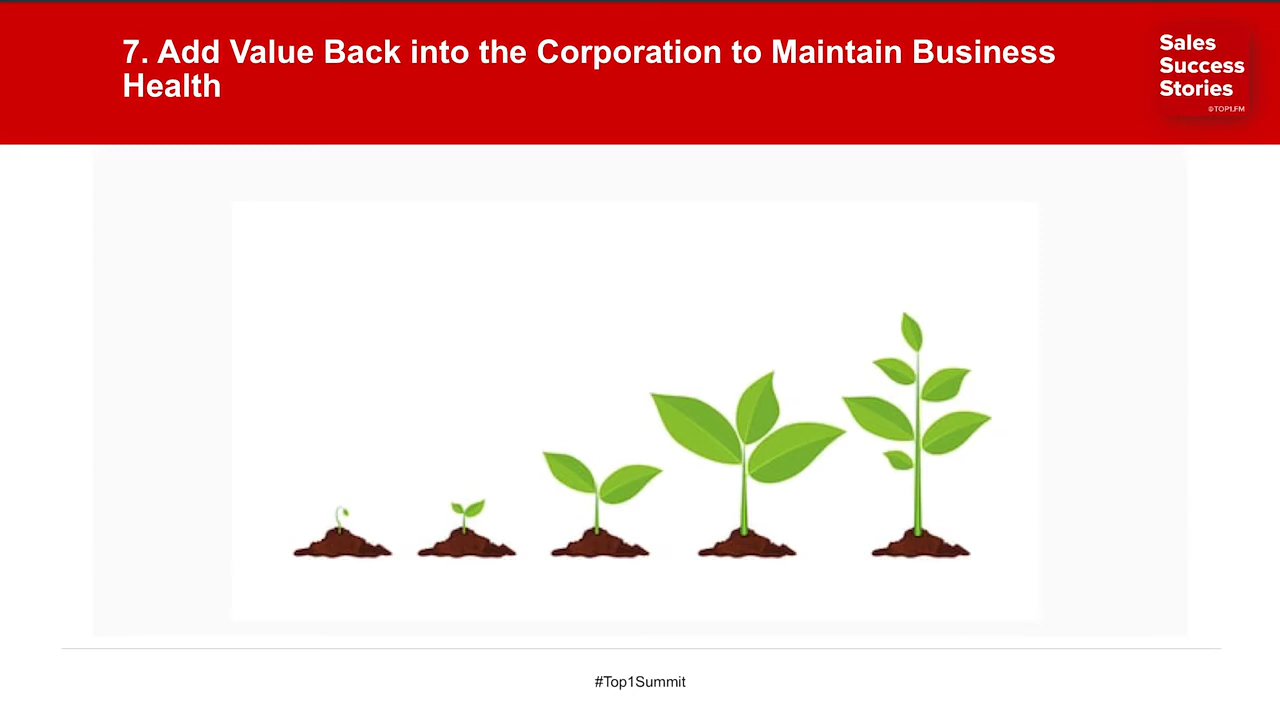 7. Add Value Back into the Corporation to Maintain Business
Health
Sales
Success
Stories
©TOP1.FM
#Top1Summit